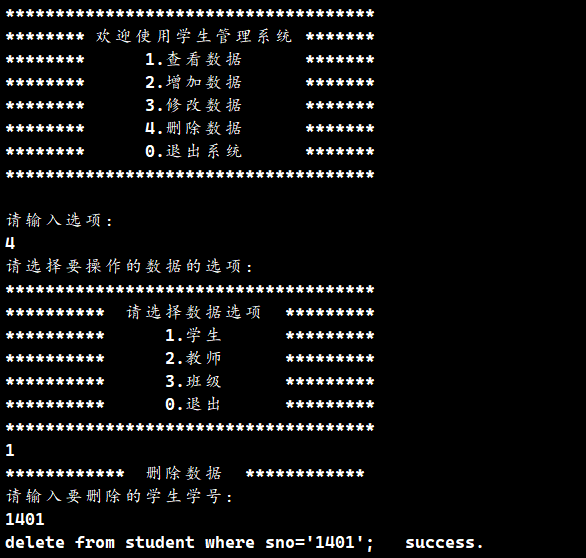 *************************************
******** 欢迎使用学生管理系统 *******
********      1.查看数据      *******
********      2.增加数据      *******
********      3.修改数据      *******
********      4.删除数据      *******
********      0.退出系统      *******
*************************************
请输入选项：
4
请选择要操作的数据的选项：
*************************************
**********  请选择数据选项  *********
**********      1.学生      *********
**********      2.教师      *********
**********      3.班级      *********
**********      0.退出      *********
*************************************
1
************  删除数据  ************
请输入要删除的学生学号：
1401
delete from student where sno='1401';   success.